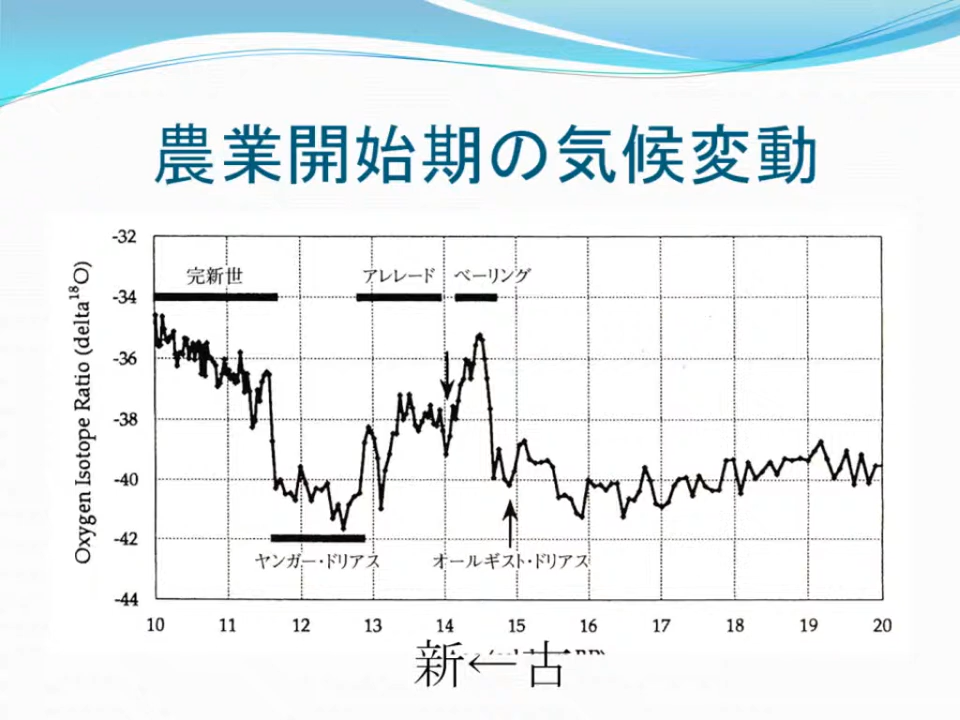 農業開始期の気候変動
-32
完新世 アレレード ベーリング
-34
-36
-38
-40
-42
ヤンガー・ドリアス オールギスト・ドリアス
-44
Oxygen Isotope Ratio (delta¹⁸O)
10 11 12 13 14 15 16 17 18 19 20
新←古